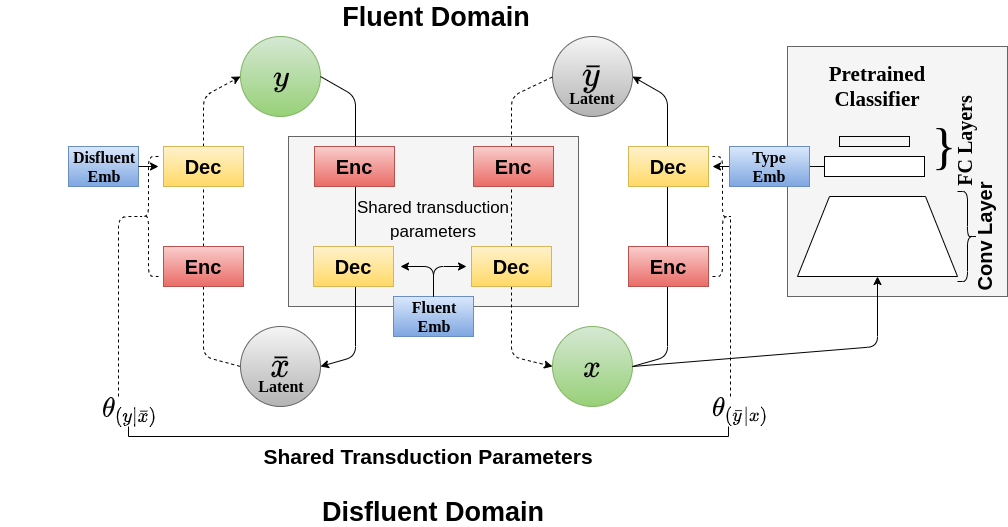 Fluent Domain
y
ȳ
Latent
Pretrained
Classifier
FC Layers
Conv Layer
Disfluent
Emb
Dec
Enc
Enc
Dec
Type
Emb
Shared transduction
parameters
Enc
Dec
Dec
Enc
Fluent
Emb
x̄
Latent
x
θ(y|x̄)
θ(ȳ|x)
Shared Transduction Parameters
Disfluent Domain